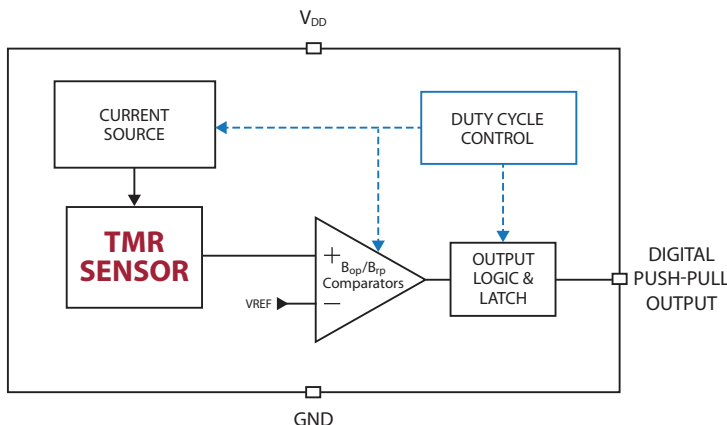 VDD
CURRENT
SOURCE
DUTY CYCLE
CONTROL
TMR
SENSOR
+
Bop/Brp
Comparators
VREF
−
OUTPUT
LOGIC &
LATCH
DIGITAL
PUSH-PULL
OUTPUT
GND